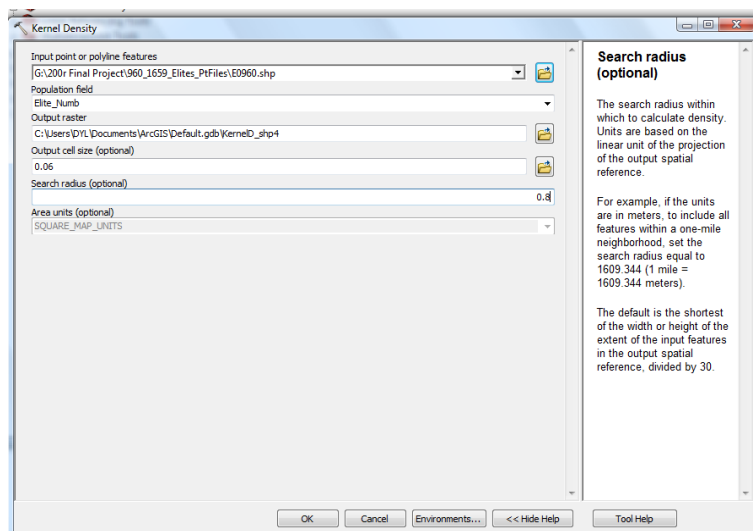 Kernel Density
Input point or polyline features
G:\200r Final Project\960_1659_Elites_PtFiles\E0960.shp
Population field
Elite_Numb
Output raster
C:\Users\DYL\Documents\ArcGIS\Default.gdb\KernelD_shp4
Output cell size (optional)
0.06
Search radius (optional)
0.8
Area units (optional)
SQUARE_MAP_UNITS
OK
Cancel
Environments...
<< Hide Help
Search radius
(optional)
The search radius within
which to calculate density.
Units are based on the
linear unit of the projection
of the output spatial
reference.
For example, if the units
are in meters, to include all
features within a one-mile
neighborhood, set the
search radius equal to
1609.344 (1 mile =
1609.344 meters).
The default is the shortest
of the width or height of the
extent of the input features
in the output spatial
reference, divided by 30.
Tool Help